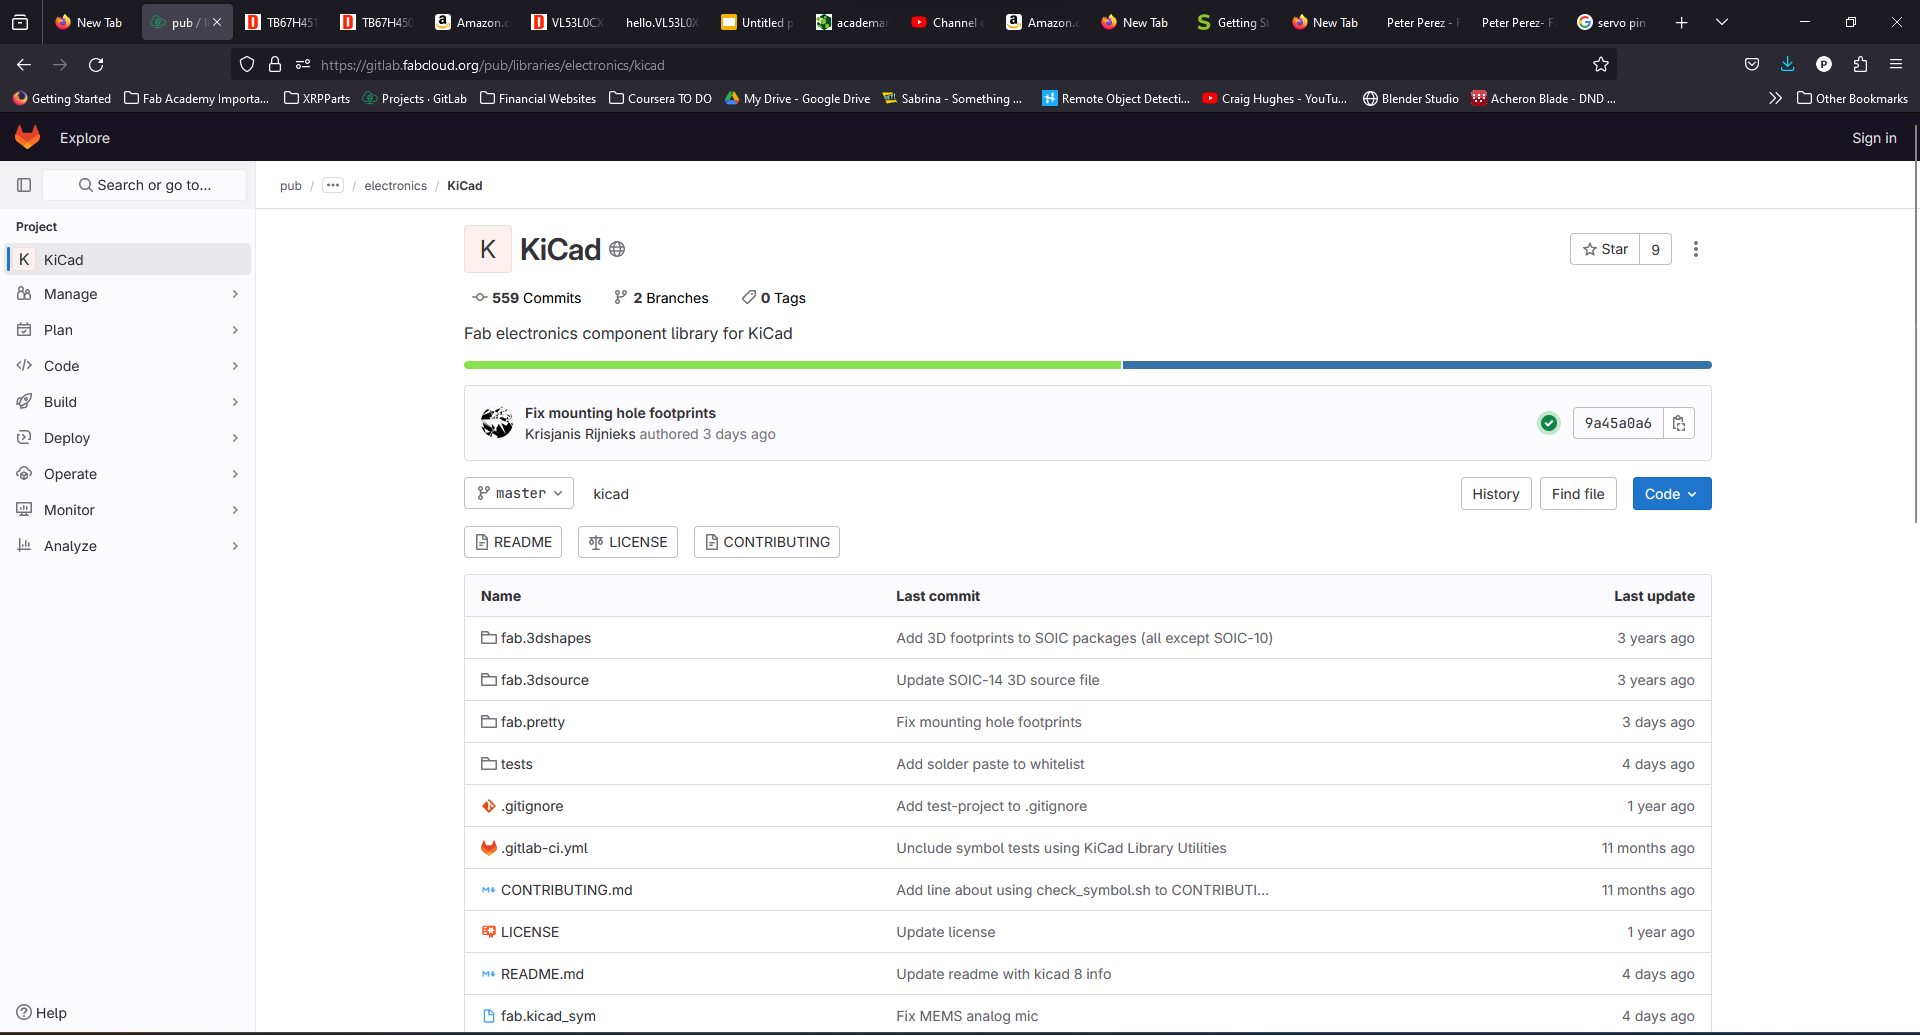 New Tab
pub / l
TB67H451
TB67H450
Amazon.c
VL53L0CX
hello.VL53L0X
Untitled p
academa
Channel c
Amazon.c
New Tab
Getting St
New Tab
Peter Perez - F
Peter Perez- F
servo pin
https://gitlab.fabcloud.org/pub/libraries/electronics/kicad
P
Getting Started
Fab Academy Importa...
XRPParts
Projects · GitLab
Financial Websites
Coursera TO DO
My Drive - Google Drive
Sabrina - Something ...
Remote Object Detecti...
Craig Hughes - YouTu...
Blender Studio
Acheron Blade - DND ...
Other Bookmarks
Explore
Sign in
Search or go to...
pub / ••• / electronics / KiCad
Project
K KiCad
Manage
Plan
Code
Build
Deploy
Operate
Monitor
Analyze
Help
K KiCad
Star 9
559 Commits
2 Branches
0 Tags
Fab electronics component library for KiCad
Fix mounting hole footprints
Krisjanis Rijnieks authored 3 days ago
9a45a0a6
master
kicad
History
Find file
Code
README
LICENSE
CONTRIBUTING
Name Last commit Last update
fab.3dshapes Add 3D footprints to SOIC packages (all except SOIC-10) 3 years ago
fab.3dsource Update SOIC-14 3D source file 3 years ago
fab.pretty Fix mounting hole footprints 3 days ago
tests Add solder paste to whitelist 4 days ago
.gitignore Add test-project to .gitignore 1 year ago
.gitlab-ci.yml Unclude symbol tests using KiCad Library Utilities 11 months ago
CONTRIBUTING.md Add line about using check_symbol.sh to CONTRIBUTI... 11 months ago
LICENSE Update license 1 year ago
README.md Update readme with kicad 8 info 4 days ago
fab.kicad_sym Fix MEMS analog mic 4 days ago